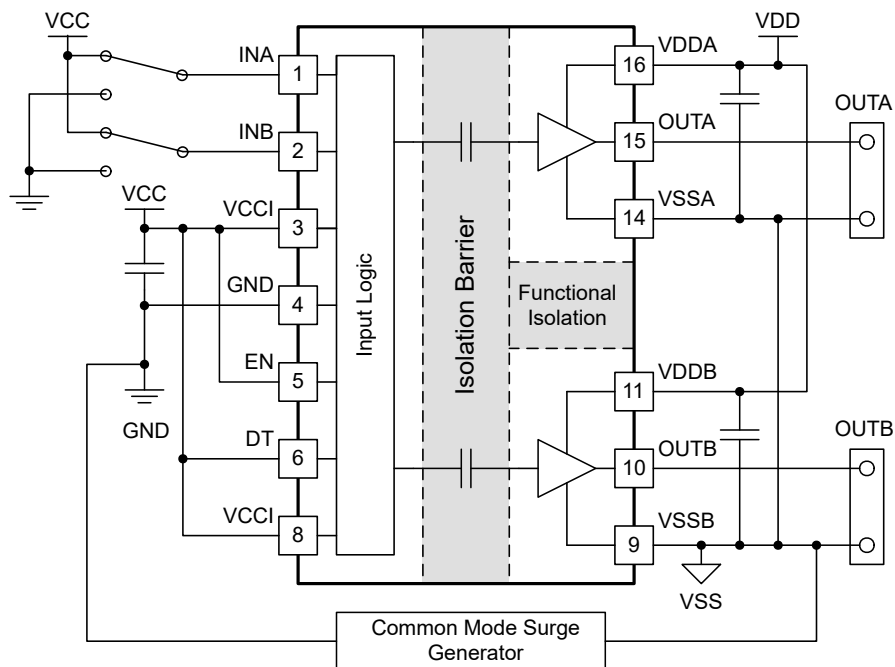 VCC
VDD
INA
1
16
VDDA
OUTA
INB
2
15
OUTA
VCC
VCCI
3
14
VSSA
GND
4
Input Logic
Isolation Barrier
Functional
Isolation
EN
5
11
VDDB
GND
DT
6
10
OUTB
OUTB
VCCI
8
9
VSSB
VSS
Common Mode Surge
Generator